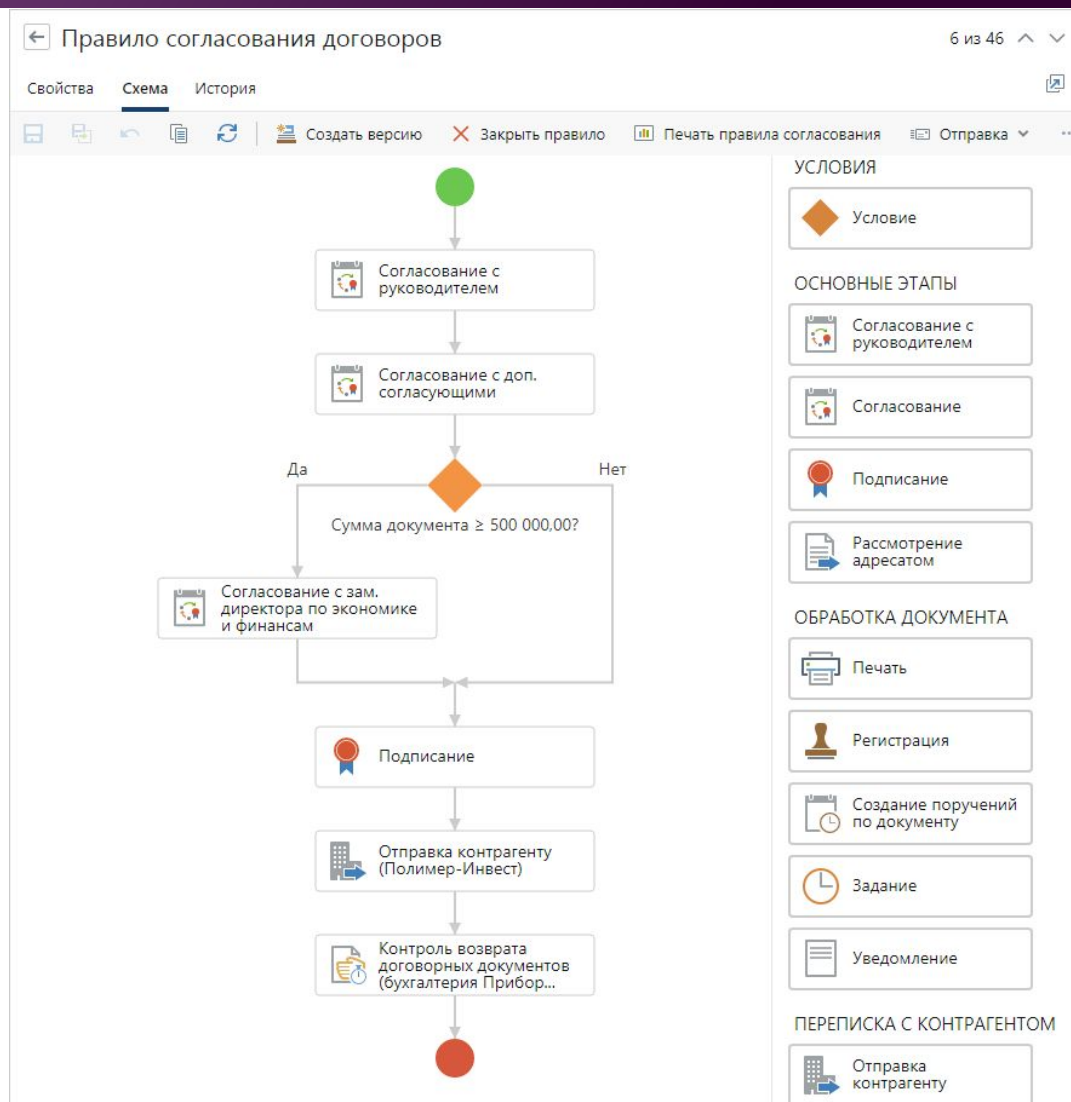 Правило согласования договоров
6 из 46
Свойства
Схема
История
Создать версию
Закрыть правило
Печать правила согласования
Отправка
Согласование с
руководителем
Согласование с доп.
согласующими
Да
Нет
Сумма документа ≥ 500 000,00?
Согласование с зам.
директора по экономике
и финансам
Подписание
Отправка контрагенту
(Полимер-Инвест)
Контроль возврата
договорных документов
(бухгалтерия Прибор...
УСЛОВИЯ
Условие
ОСНОВНЫЕ ЭТАПЫ
Согласование с
руководителем
Согласование
Подписание
Рассмотрение
адресатом
ОБРАБОТКА ДОКУМЕНТА
Печать
Регистрация
Создание поручений
по документу
Задание
Уведомление
ПЕРЕПИСКА С КОНТРАГЕНТОМ
Отправка
контрагенту